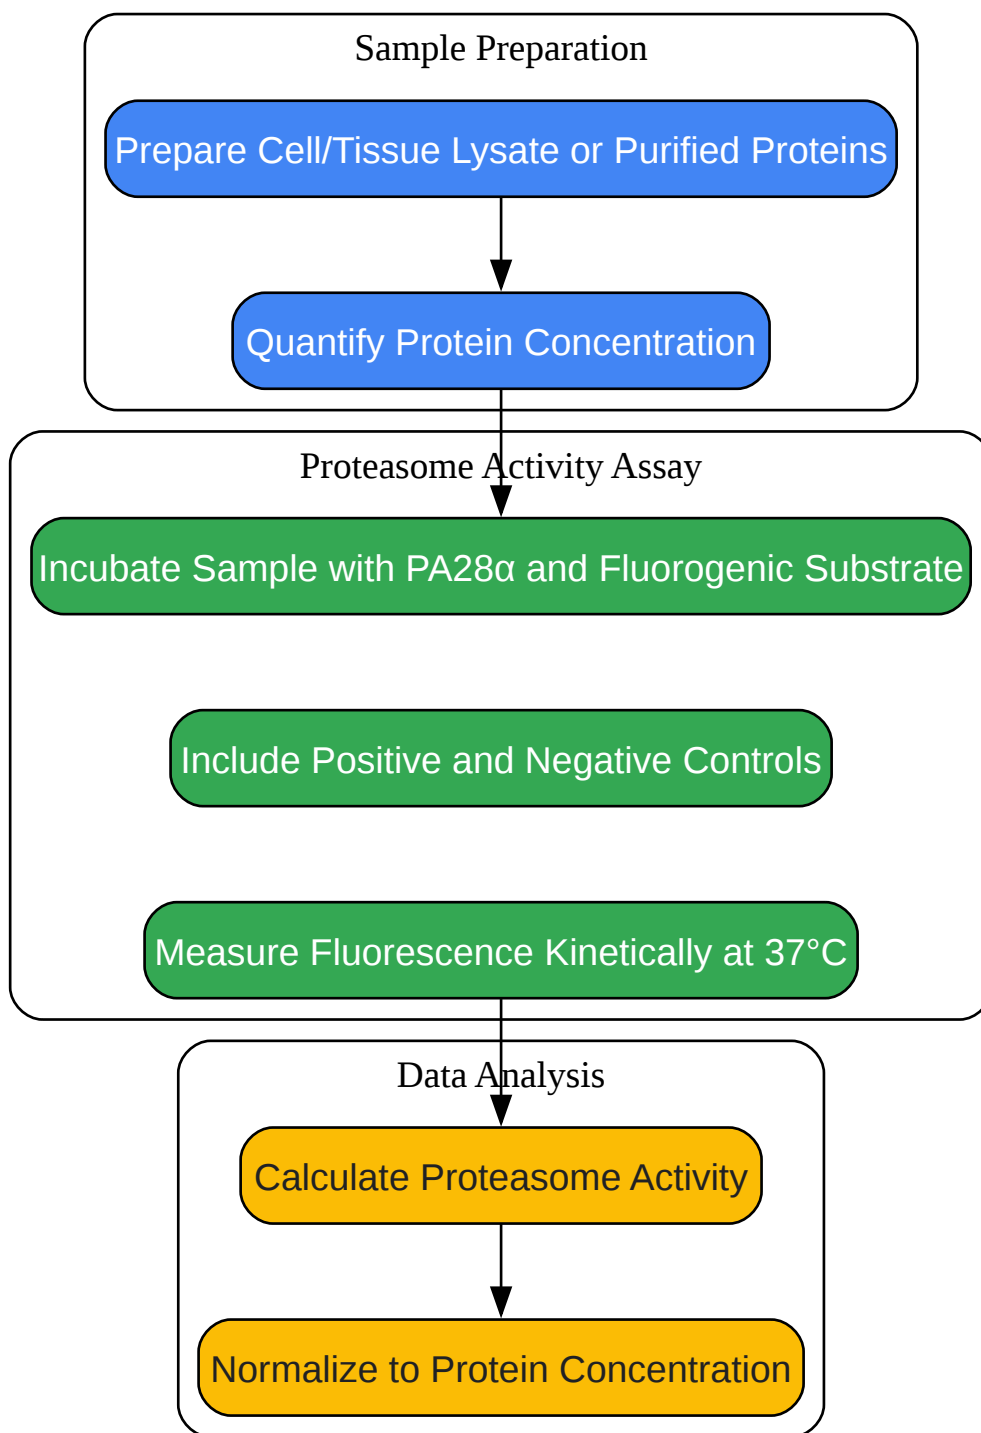 Sample Preparation
Prepare Cell/Tissue Lysate or Purified Proteins
Quantify Protein Concentration
Proteasome Activity Assay
Incubate Sample with PA28α and Fluorogenic Substrate
Include Positive and Negative Controls
Measure Fluorescence Kinetically at 37°C
Data Analysis
Calculate Proteasome Activity
Normalize to Protein Concentration